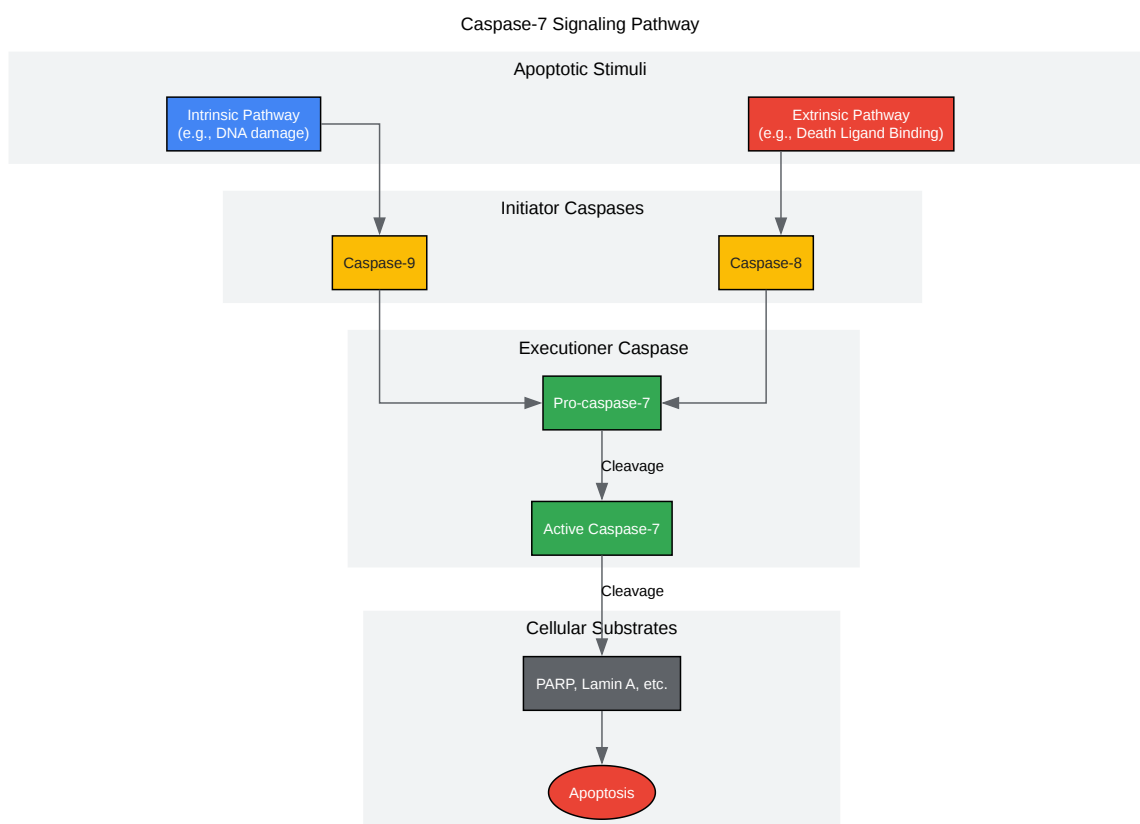 Caspase-7 Signaling Pathway
Apoptotic Stimuli
Intrinsic Pathway
(e.g., DNA damage)
Extrinsic Pathway
(e.g., Death Ligand Binding)
Initiator Caspases
Caspase-9
Caspase-8
Executioner Caspase
Pro-caspase-7
Cleavage
Active Caspase-7
Cleavage
Cellular Substrates
PARP, Lamin A, etc.
Apoptosis